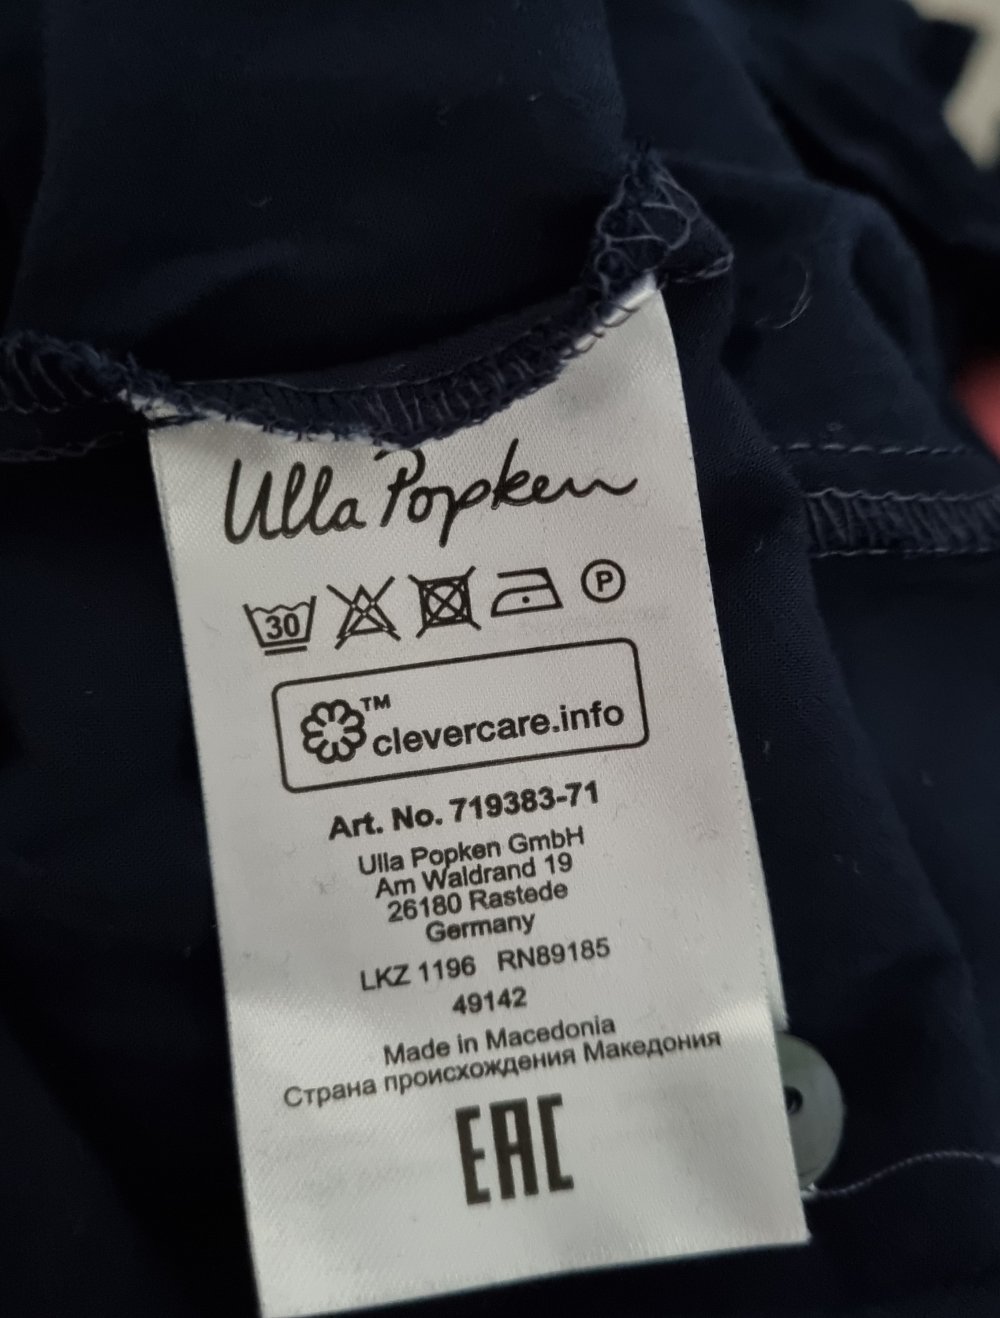 Ulla Popken
30 P
™
clevercare.info
Art. No. 719383-71
Ulla Popken GmbH
Am Waldrand 19
26180 Rastede
Germany
LKZ 1196 RN89185
49142
Made in Macedonia
Страна происхождения Македония
EAC